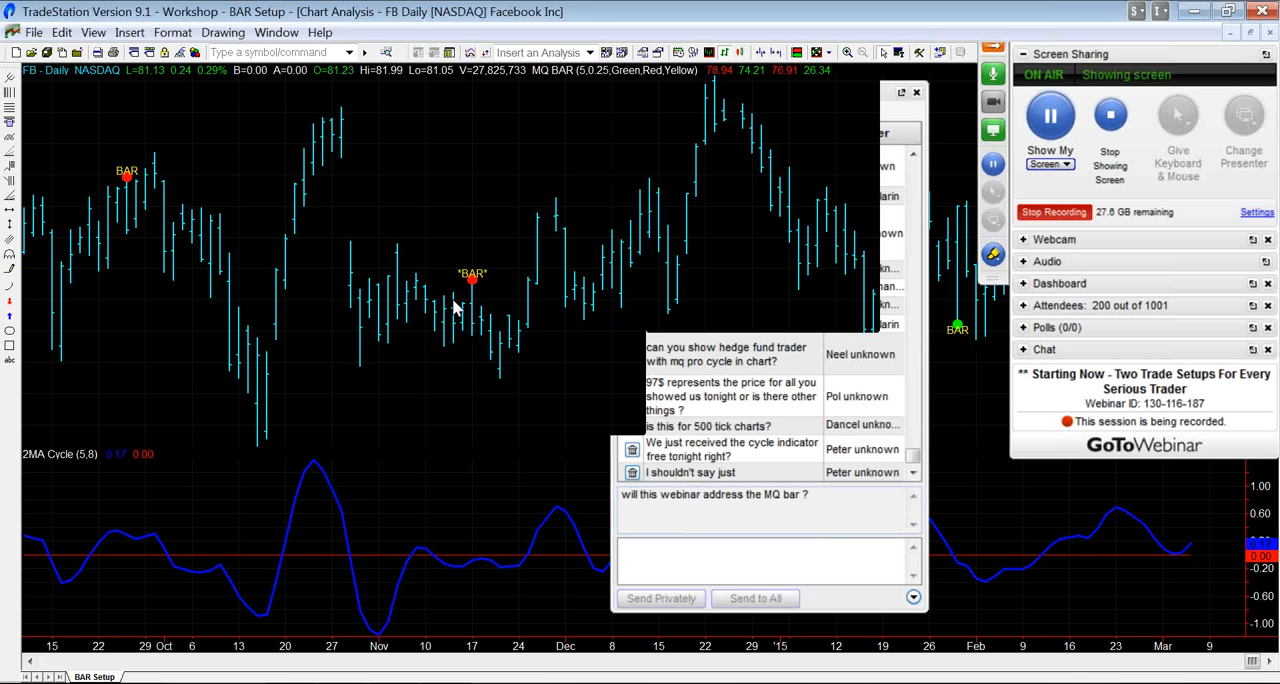 TradeStation Version 9.1 - Workshop - BAR Setup - [Chart Analysis - FB Daily [NASDAQ] Facebook Inc]
File Edit View Insert Format Drawing Window Help
Type a symbol/command
Insert an Analysis
FB - Daily NASDAQ L=81.13 0.24 0.29% B=0.00 A=0.00 O=81.23 Hi=81.99 Lo=81.05 V=27,825,733 MQ BAR (5,0.25,Green,Red,Yellow) 78.94 74.21 76.91 26.34
BAR
*BAR*
BAR
er
wn
larin
own
kn...
nan...
kn...
larin
can you show hedge fund trader
with mq pro cycle in chart?
Neel unknown
97$ represents the price for all you
showed us tonight or is there other
things ?
Pol unknown
is this for 500 tick charts?
Dancel unkno...
We just received the cycle indicator
free tonight right?
Peter unknown
I shouldn't say just
Peter unknown
will this webinar address the MQ bar ?
Send Privately
Send to All
2MA Cycle (5,8) 0.17 0.00
1.00
0.60
0.17
0.00
-0.20
-0.60
-1.00
15 22 29 Oct 6 13 20 27 Nov 10 17 24 Dec 8 15 22 29 '15 12 19 26 Feb 9 16 23 Mar 9
BAR Setup
abc
Screen Sharing
ON AIR Showing screen
Show My
Screen
Stop
Showing
Screen
Give
Keyboard
& Mouse
Change
Presenter
Stop Recording 27.6 GB remaining Settings
Webcam
Audio
Dashboard
Attendees: 200 out of 1001
Polls (0/0)
Chat
** Starting Now - Two Trade Setups For Every
Serious Trader
Webinar ID: 130-116-187
This session is being recorded.
GoToWebinar